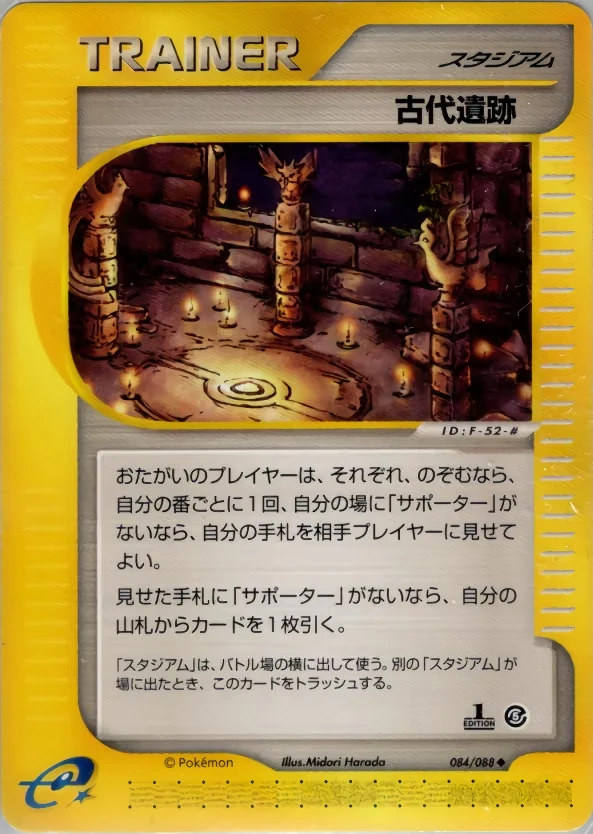 TRAINER
スタジアム
古代遺跡
ID:F-52-#
おたがいのプレイヤーは、それぞれ、のぞむなら、
自分の番ごとに1回、自分の場に「サポーター」が
ないなら、自分の手札を相手プレイヤーに見せて
よい。
見せた手札に「サポーター」がないなら、自分の
山札からカードを1枚引く。
「スタジアム」は、バトル場の横に出して使う。別の「スタジアム」が
場に出たとき、このカードをトラッシュする。
1
EDITION
5
© Pokémon
Illus.Midori Harada
084/088◆
e